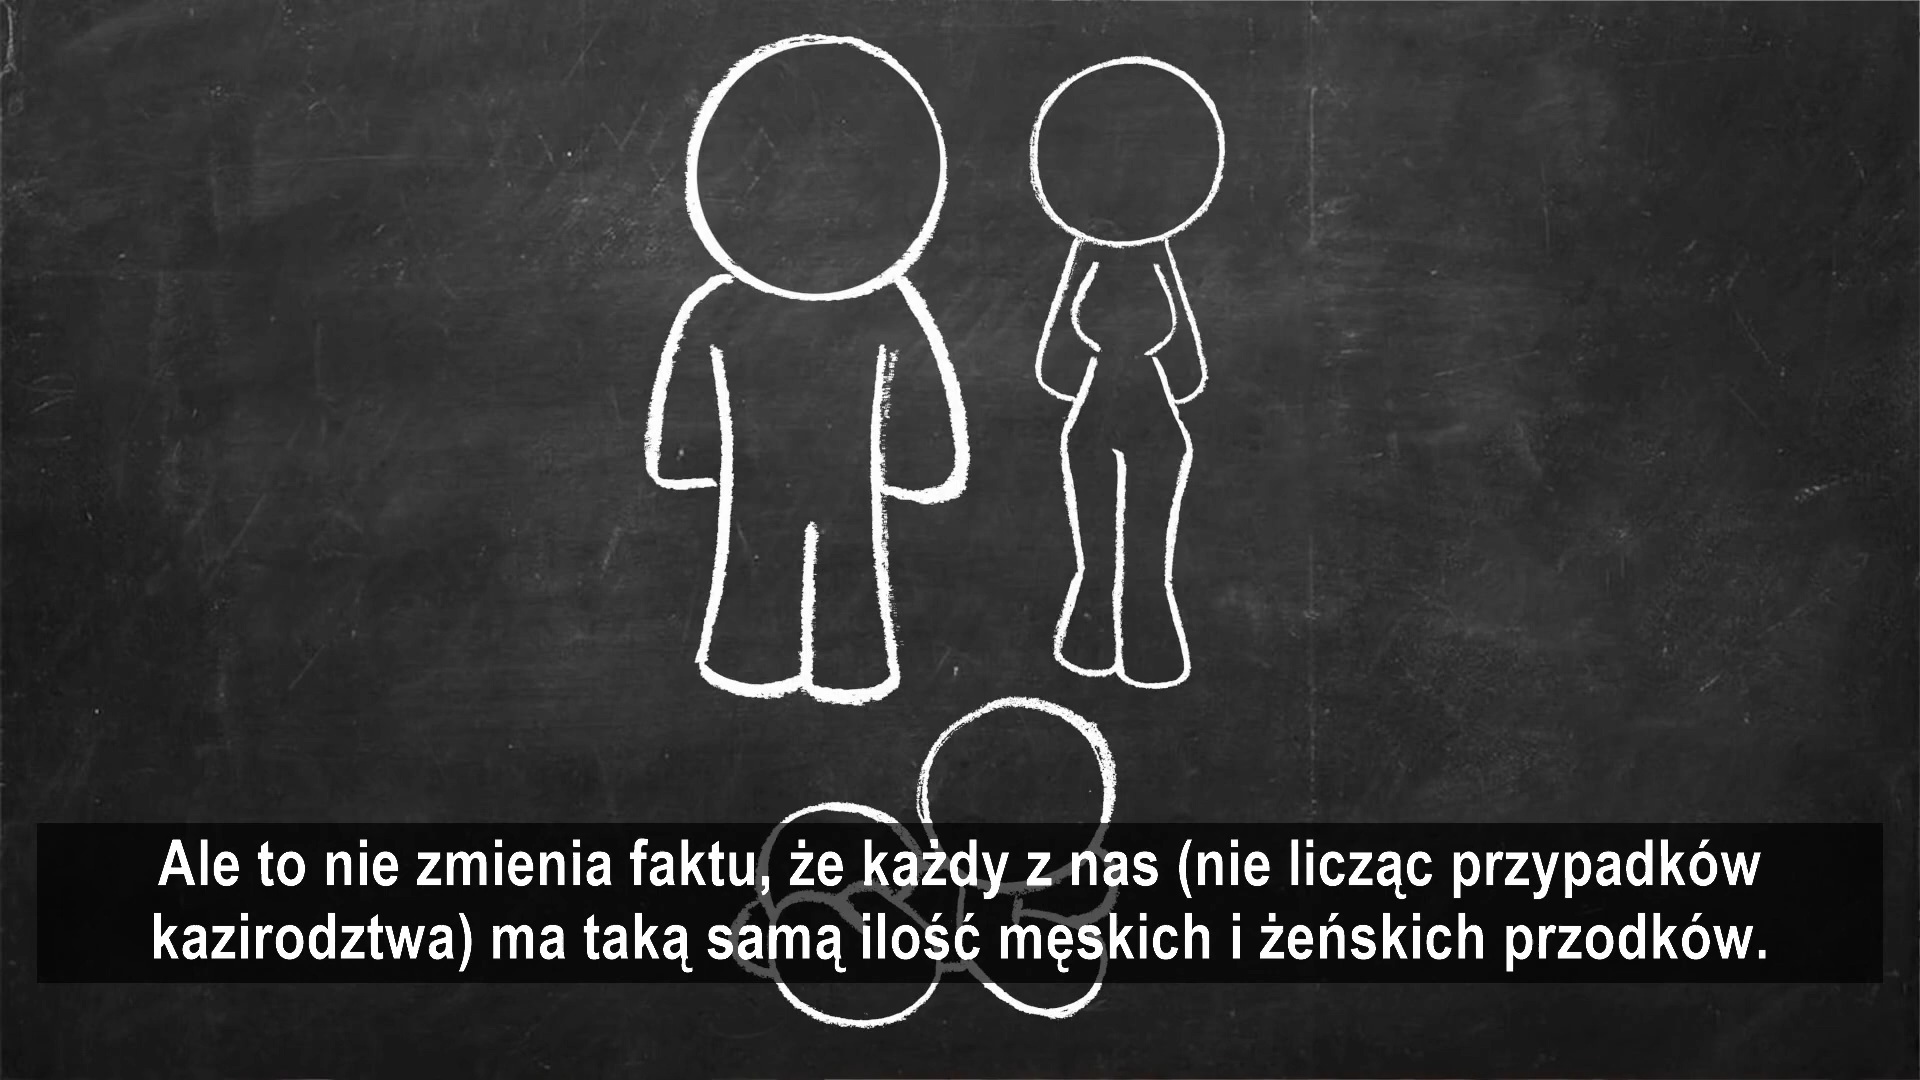 Ale to nie zmienia faktu, że każdy z nas (nie licząc przypadków
kazirodztwa) ma taką samą ilość męskich i żeńskich przodków.